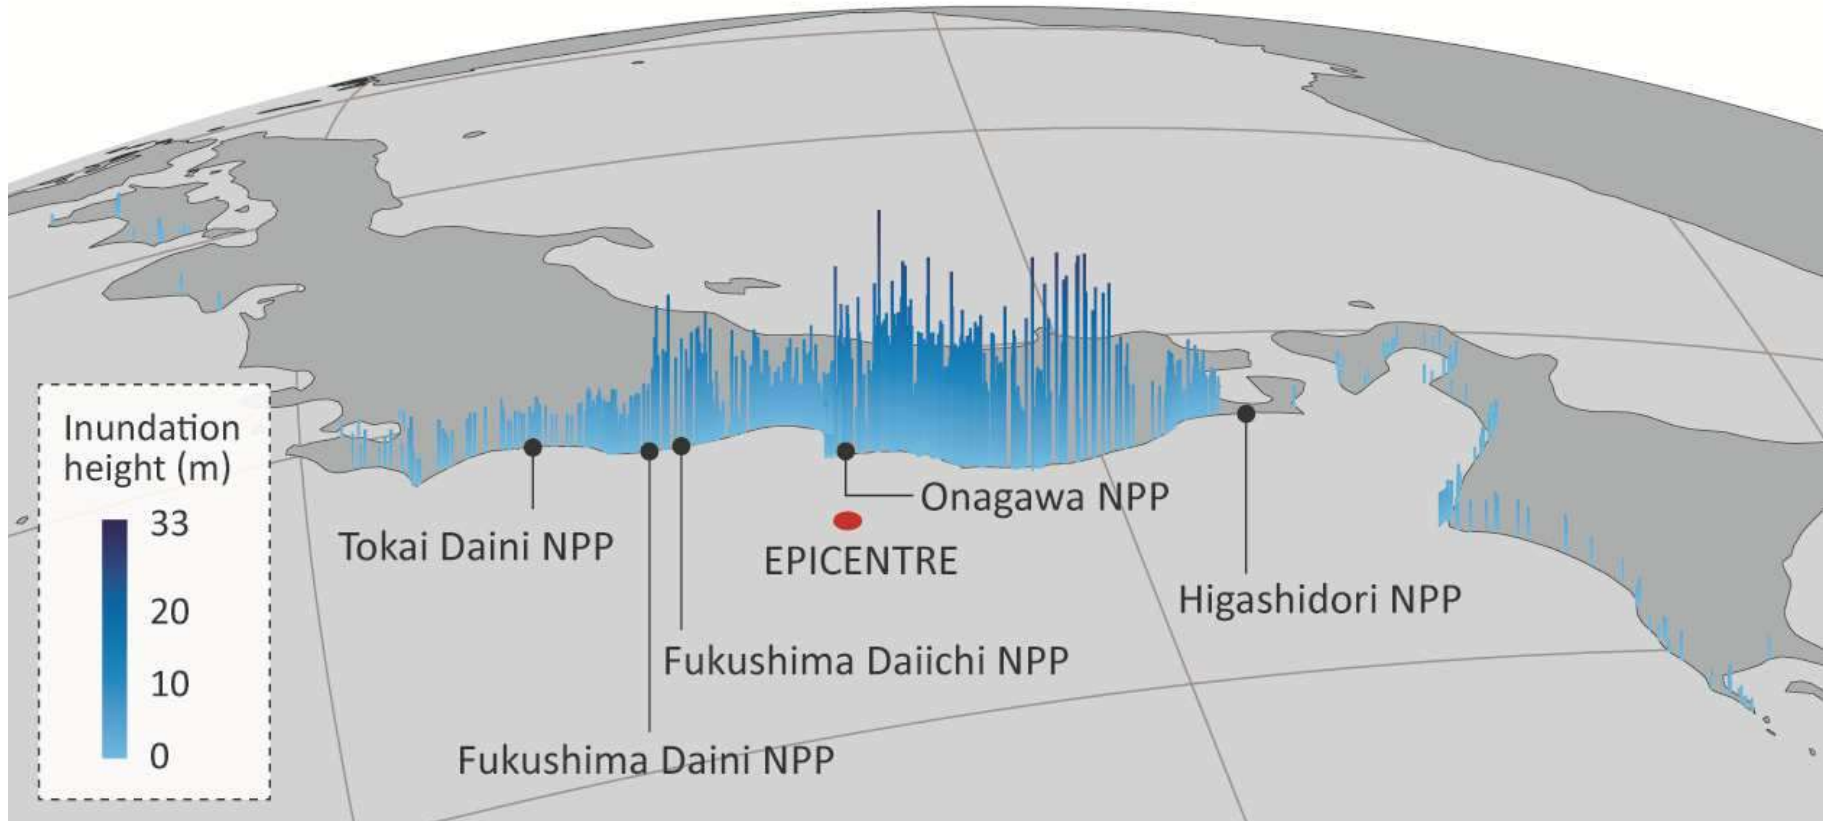 Inundation
height (m)
33
20
10
0
Tokai Daini NPP
Onagawa NPP
EPICENTRE
Higashidori NPP
Fukushima Daiichi NPP
Fukushima Daini NPP